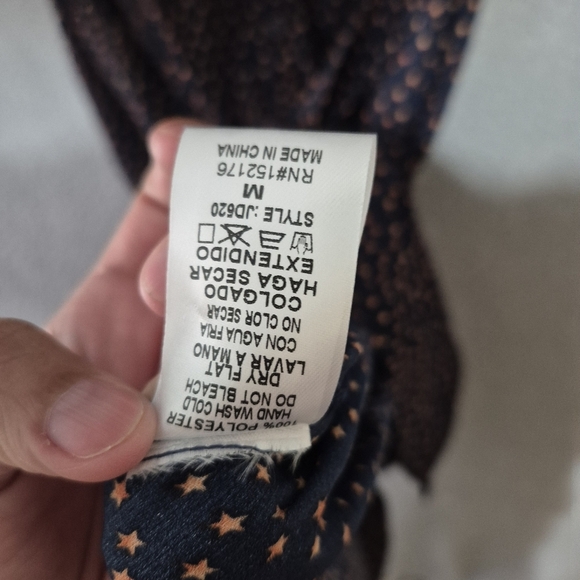 100% POLYESTER
HAND WASH COLD
DO NOT BLEACH
DRY FLAT
LAVAR A MANO
CON AGUA FRIA
NO CLOR SECAR
COLGADO
HAGA SECAR
EXTENDIDO
STYLE :JD620
M
RN#152176
MADE IN CHINA